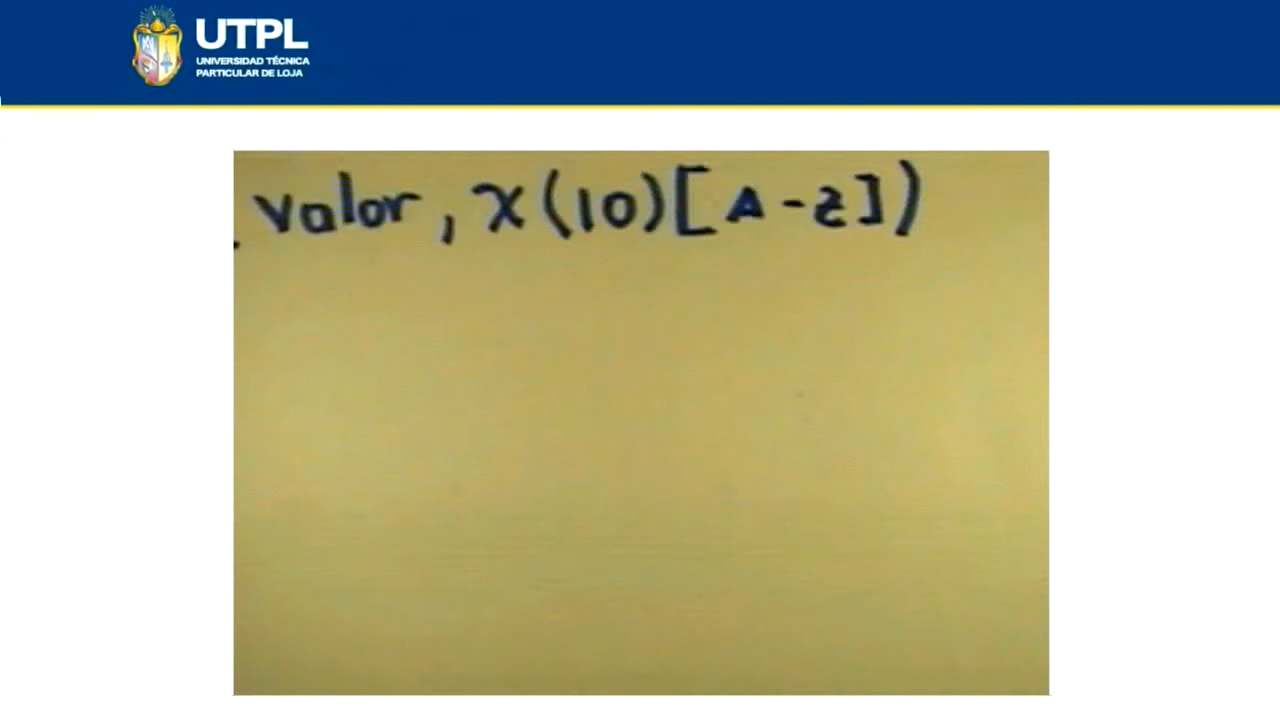 UTPL
UNIVERSIDAD TÉCNICA
PARTICULAR DE LOJA
valor, X(10)[A-z])